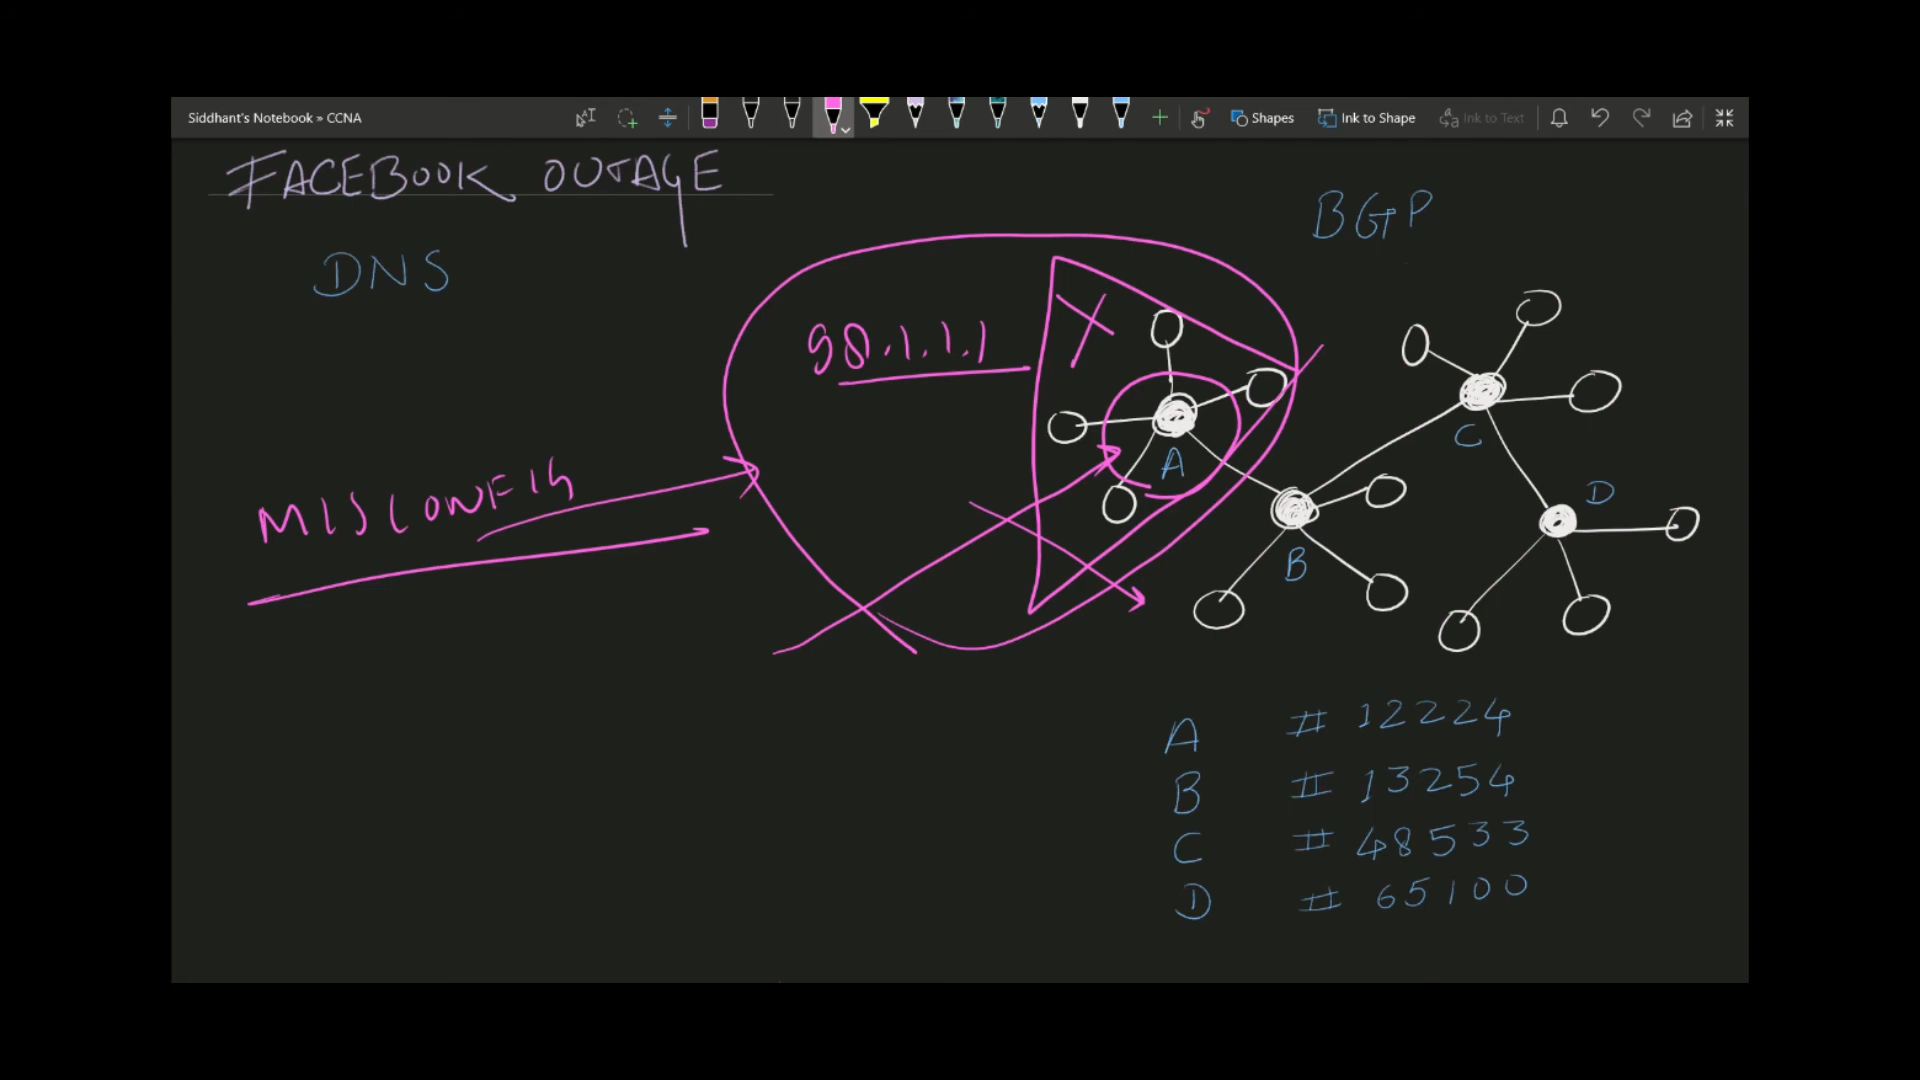 Siddhant's Notebook » CCNA
Shapes
Ink to Shape
Ink to Text
FACEBOOK OUTAGE
BGP
DNS
98.1.1.1
MISCONFIG
A
B
C
D
A # 12224
B # 13254
C # 48533
D # 65100